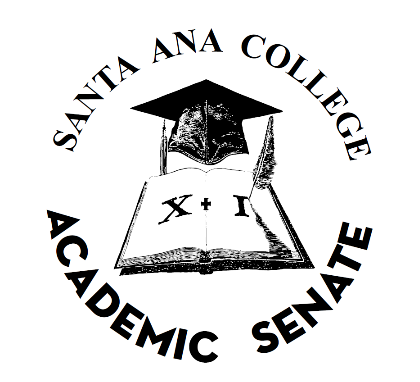 SANTA ANA COLLEGE
X + I
ACADEMIC SENATE